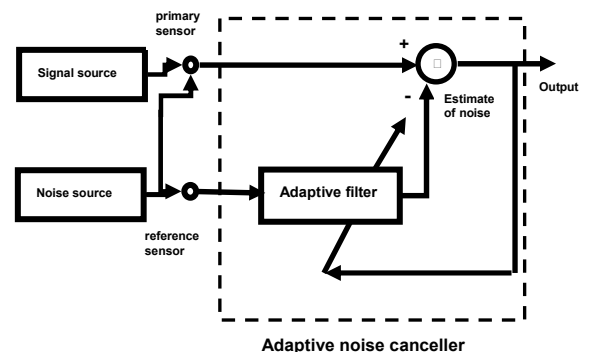 primary
sensor
Signal source
+
Output
-
Estimate
of noise
Noise source
Adaptive filter
reference
sensor
Adaptive noise canceller